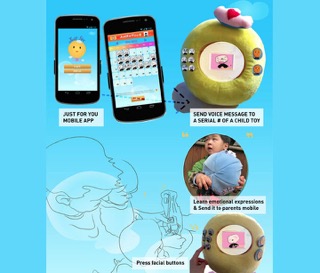 JUST FOR YOU
MOBILE APP
SEND VOICE MESSAGE TO
A SERIAL # OF A CHILD TOY
Learn emotional expressions
& Send it to parents mobile
Press facial buttons